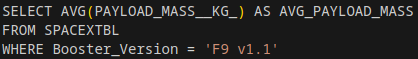 SELECT AVG(PAYLOAD_MASS__KG_) AS AVG_PAYLOAD_MASS
FROM SPACEXTBL
WHERE Booster_Version = 'F9 v1.1'